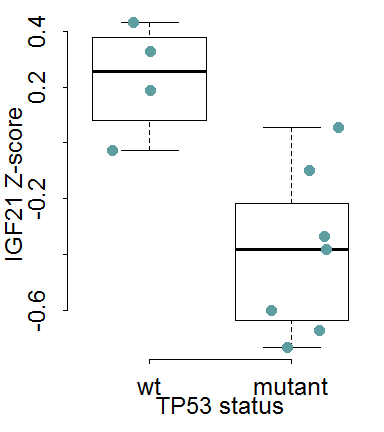 IGF21 Z-score
0.4
0.2
-0.2
-0.6
wt mutant
TP53 status